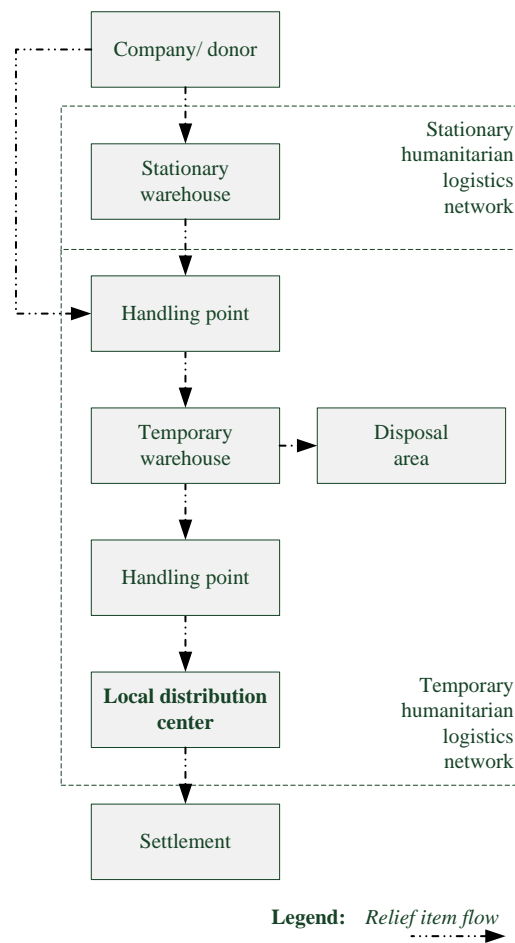 Company/ donor
Stationary
humanitarian
logistics
network
Stationary
warehouse
Handling point
Temporary
warehouse
Disposal
area
Handling point
Local distribution
center
Temporary
humanitarian
logistics
network
Settlement
Legend: Relief item flow